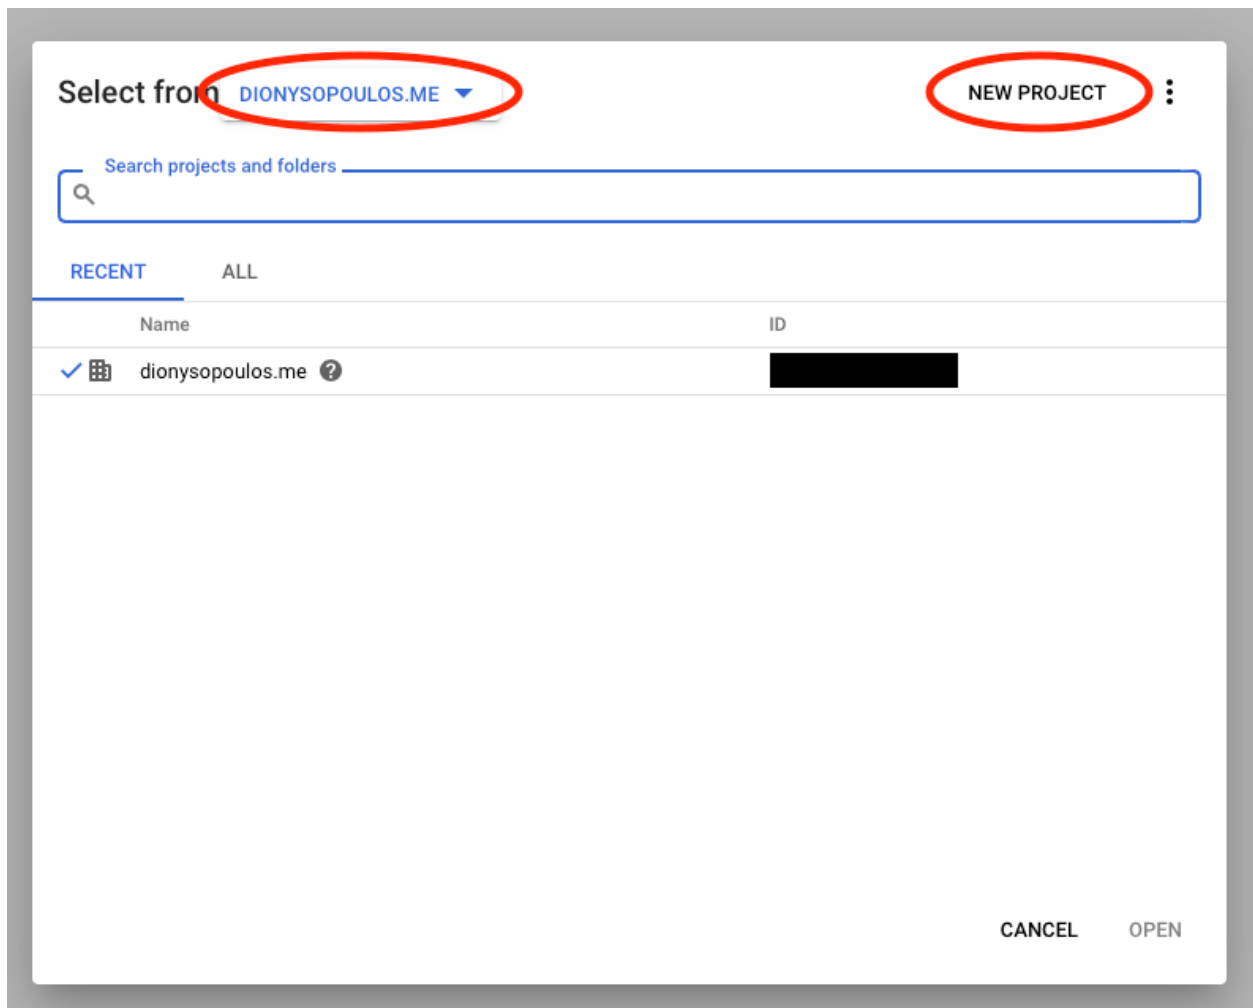 Select from DIONYSOPOULOS.ME NEW PROJECT
Search projects and folders
RECENT ALL
Name ID
dionysopoulos.me ?
CANCEL OPEN